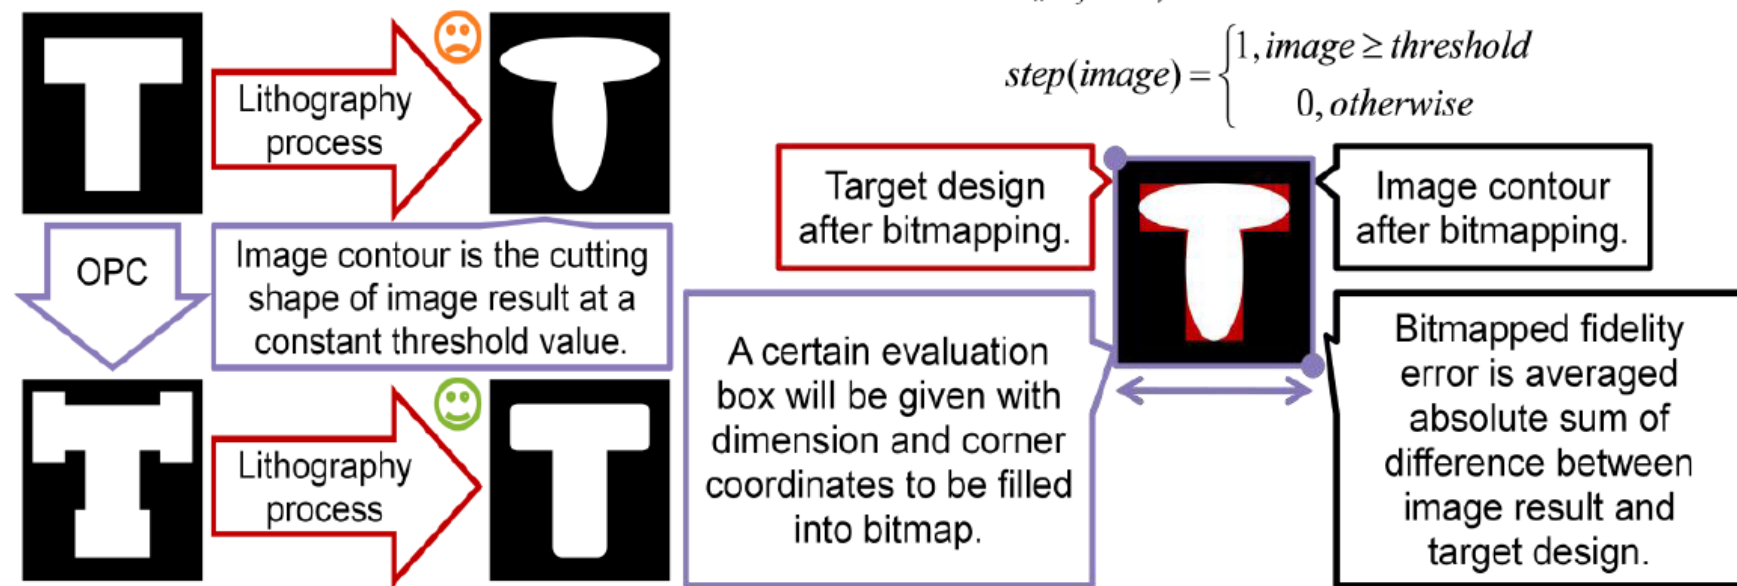 Lithography
process
OPC
Image contour is the cutting
shape of image result at a
constant threshold value.
Lithography
process
step(image) = {1, image ≥ threshold
0, otherwise
Target design
after bitmapping.
Image contour
after bitmapping.
A certain evaluation
box will be given with
dimension and corner
coordinates to be filled
into bitmap.
Bitmapped fidelity
error is averaged
absolute sum of
difference between
image result and
target design.